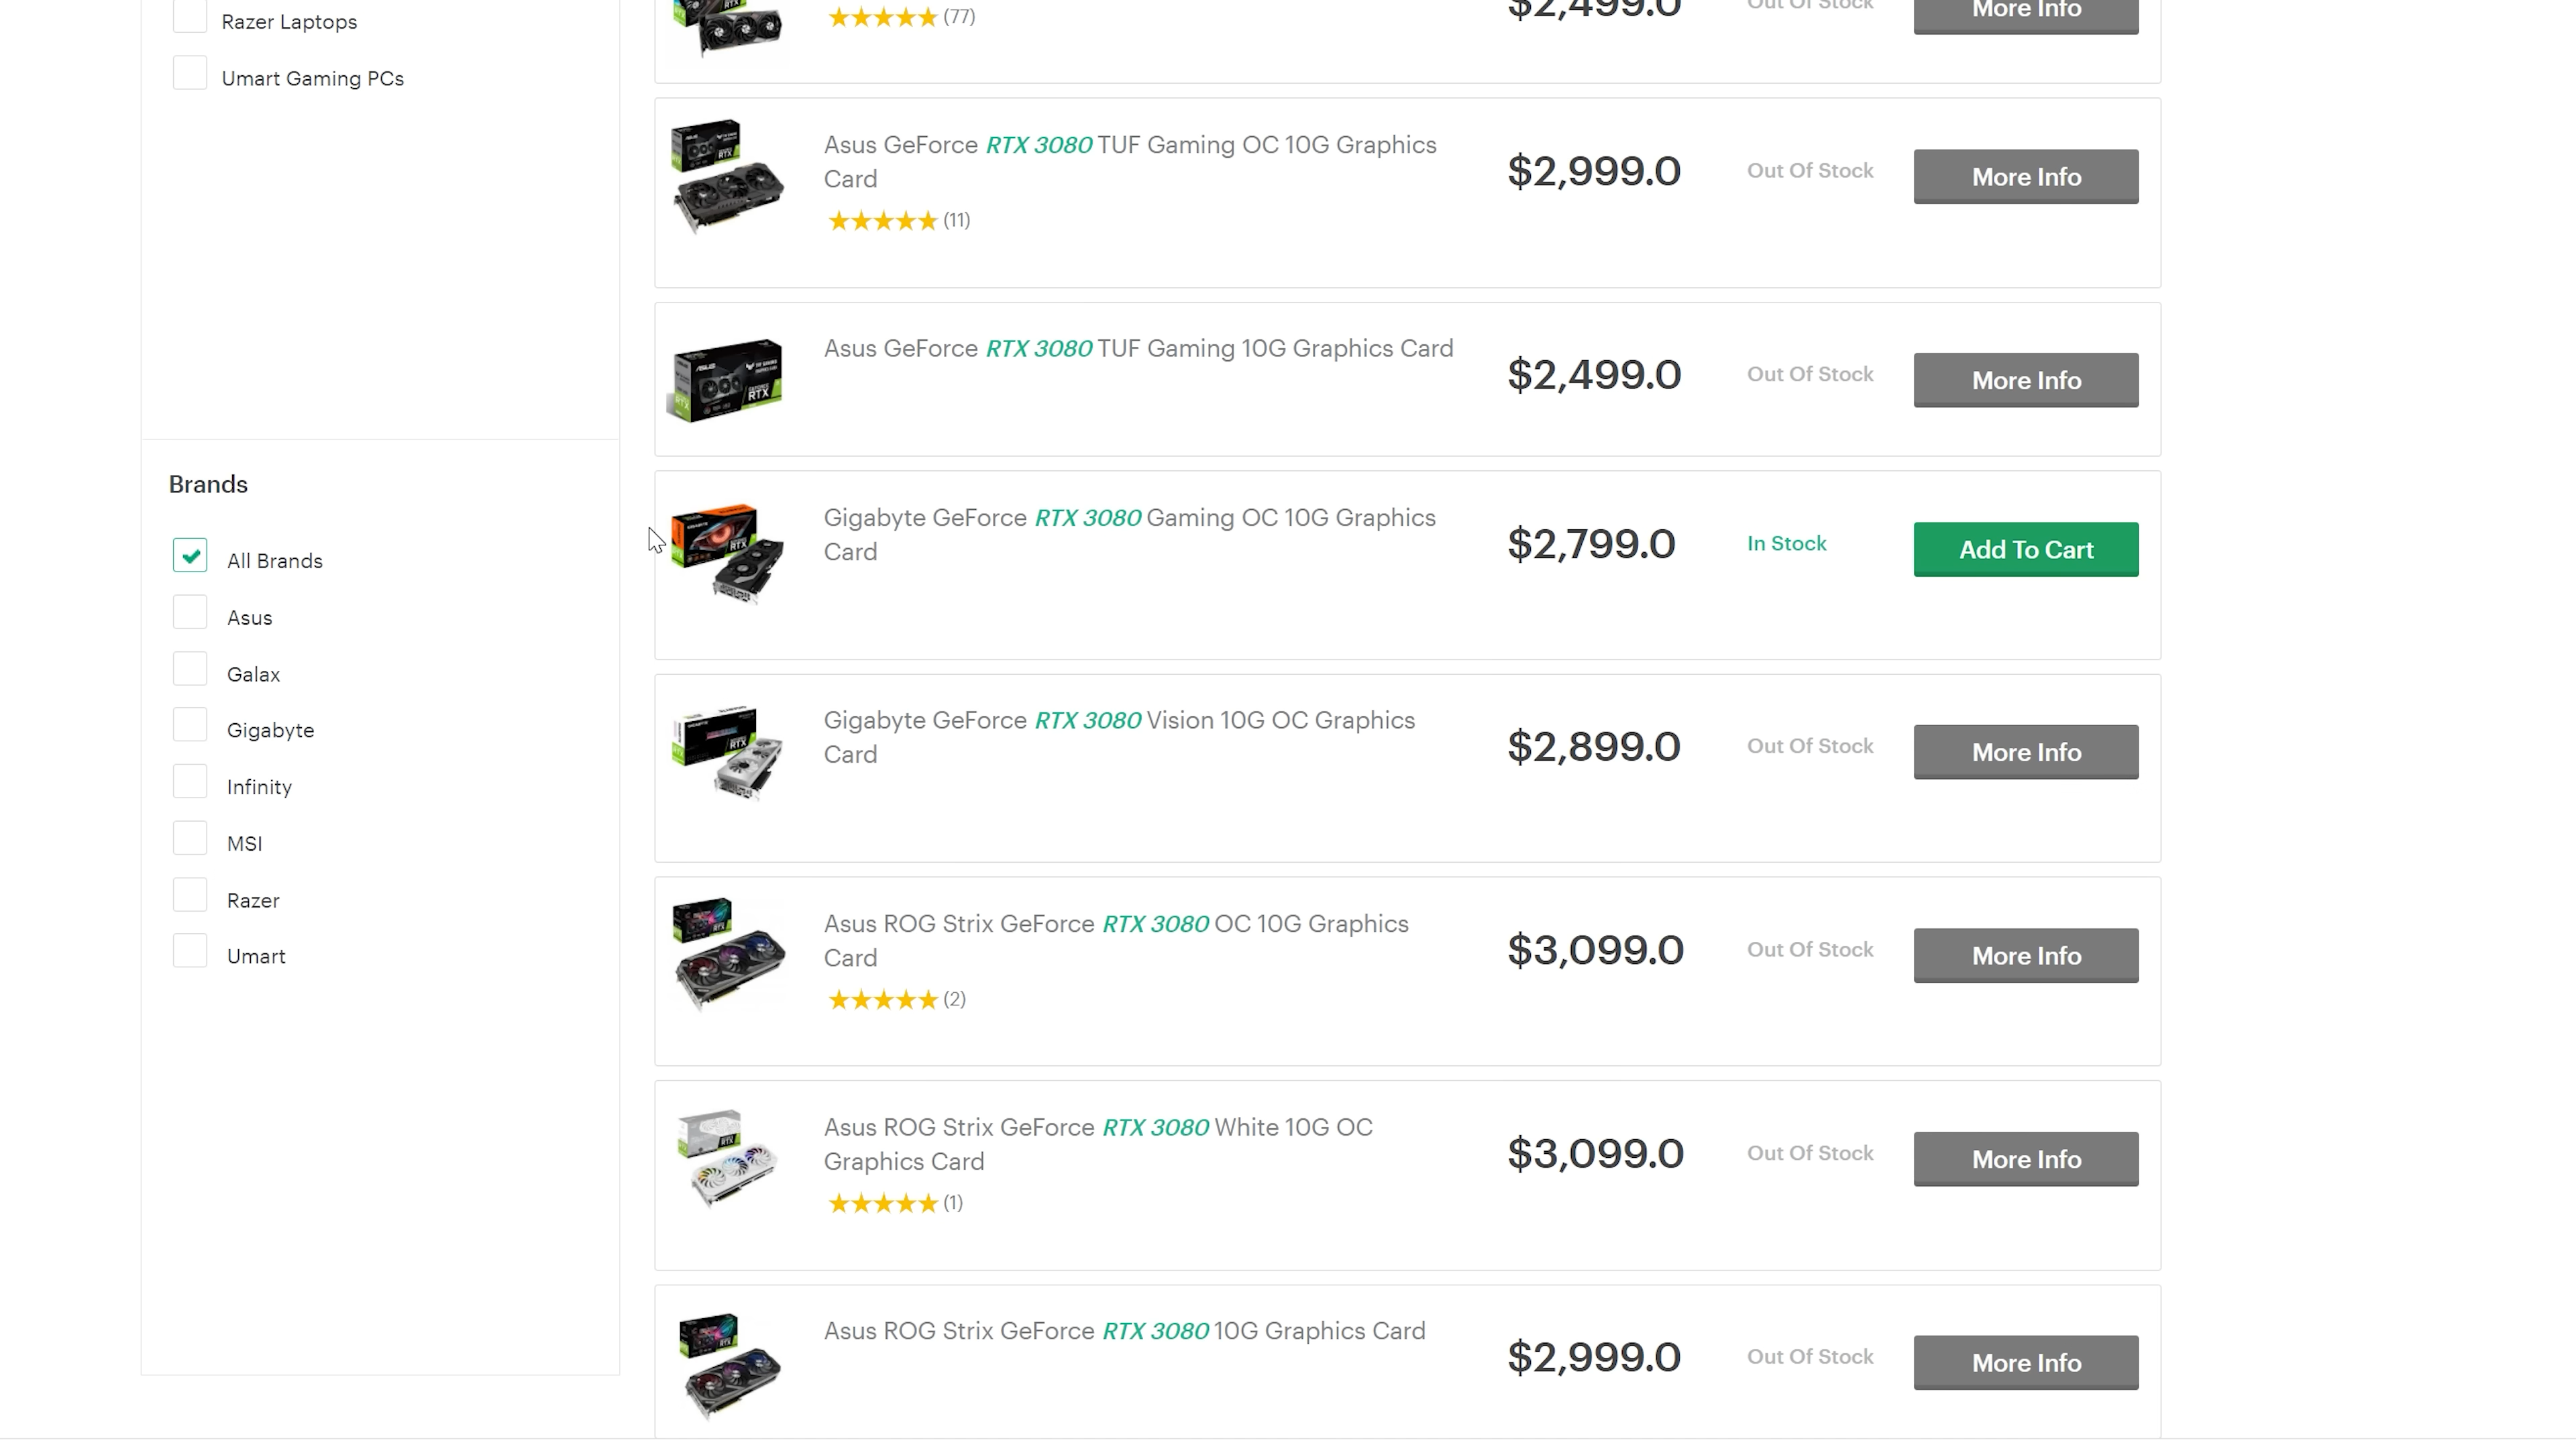 Razer Laptops
Umart Gaming PCs
Brands
All Brands
Asus
Galax
Gigabyte
Infinity
MSI
Razer
Umart
(77)
$2,499.0
Out Of Stock
More Info
Asus GeForce RTX 3080 TUF Gaming OC 10G Graphics
Card
(11)
$2,999.0
Out Of Stock
More Info
Asus GeForce RTX 3080 TUF Gaming 10G Graphics Card
$2,499.0
Out Of Stock
More Info
Gigabyte GeForce RTX 3080 Gaming OC 10G Graphics
Card
$2,799.0
In Stock
Add To Cart
Gigabyte GeForce RTX 3080 Vision 10G OC Graphics
Card
$2,899.0
Out Of Stock
More Info
Asus ROG Strix GeForce RTX 3080 OC 10G Graphics
Card
(2)
$3,099.0
Out Of Stock
More Info
Asus ROG Strix GeForce RTX 3080 White 10G OC
Graphics Card
(1)
$3,099.0
Out Of Stock
More Info
Asus ROG Strix GeForce RTX 3080 10G Graphics Card
$2,999.0
Out Of Stock
More Info